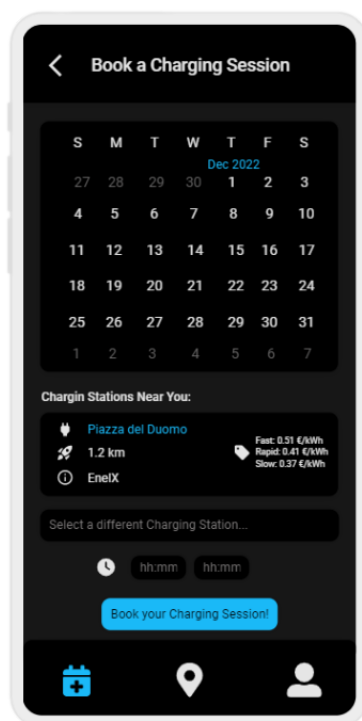 Book a Charging Session
S M T W T F S
Dec 2022
27 28 29 30 1 2 3
4 5 6 7 8 9 10
11 12 13 14 15 16 17
18 19 20 21 22 23 24
25 26 27 28 29 30 31
1 2 3 4 5 6 7
Chargin Stations Near You:
Piazza del Duomo
1.2 km
EnelX
Fast: 0.51 €/kWh
Rapid: 0.41 €/kWh
Slow: 0.37 €/kWh
Select a different Charging Station...
hh:mm hh:mm
Book your Charging Session!